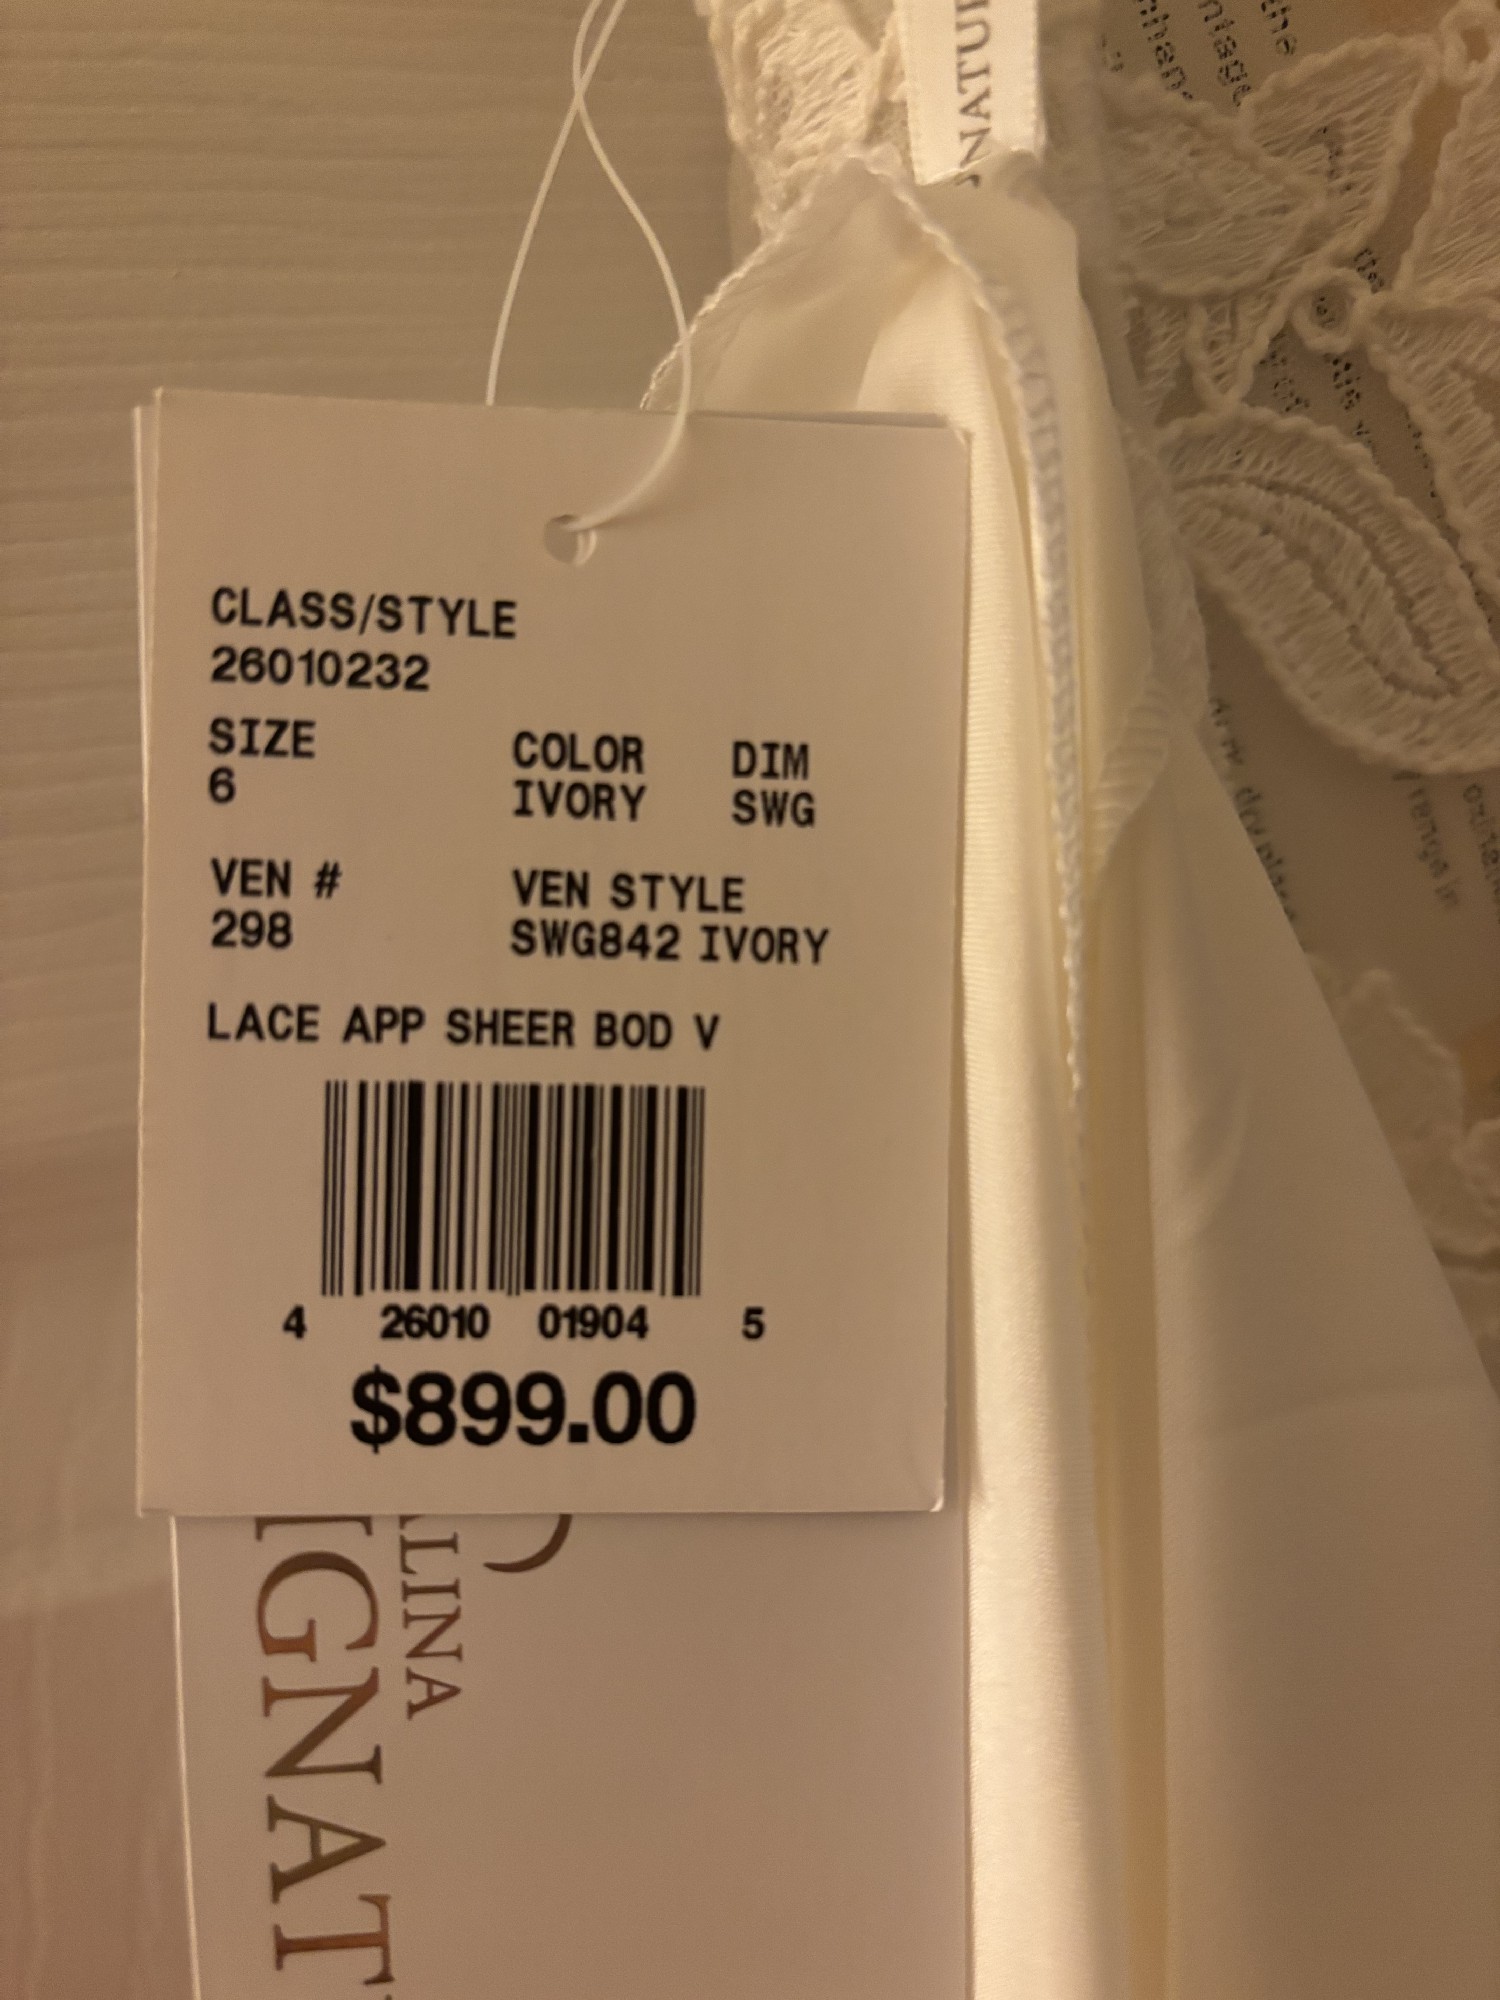 CLASS/STYLE
26010232
SIZE COLOR DIM
6 IVORY SWG
VEN # VEN STYLE
298 SWG842 IVORY
LACE APP SHEER BOD V
4 26010 01904 5
$899.00
LINA
IGNAT
NATU
the